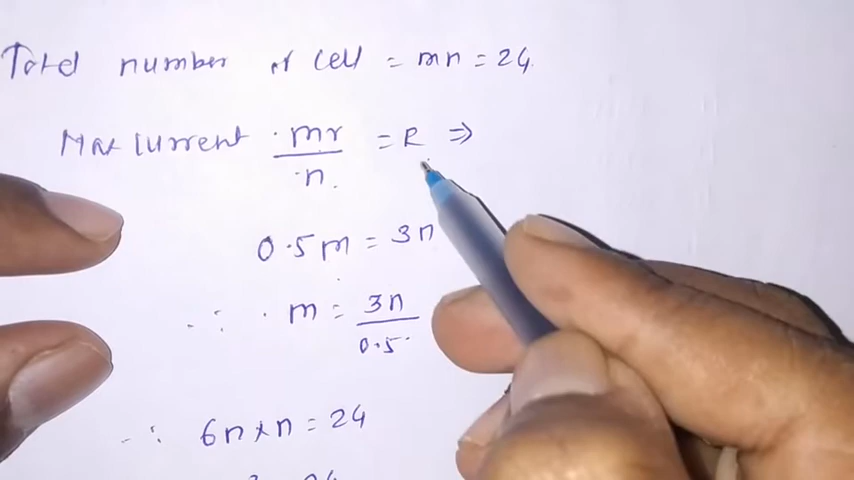 Total number of cell = mn = 24
Max current mr/n = R ⇒
0.5m = 3n
∴ m = 3n/0.5
∴ 6n × n = 24